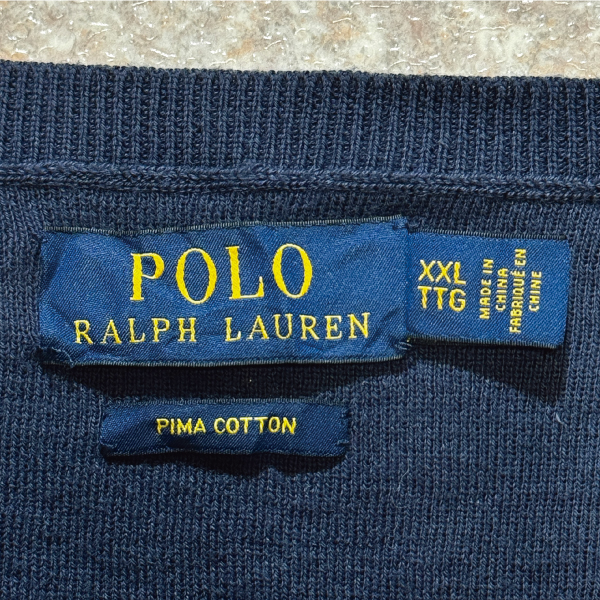 POLO
RALPH LAUREN
XXL
TTG
MADE IN
CHINA
FABRIQUÉ EN
CHINE
PIMA COTTON